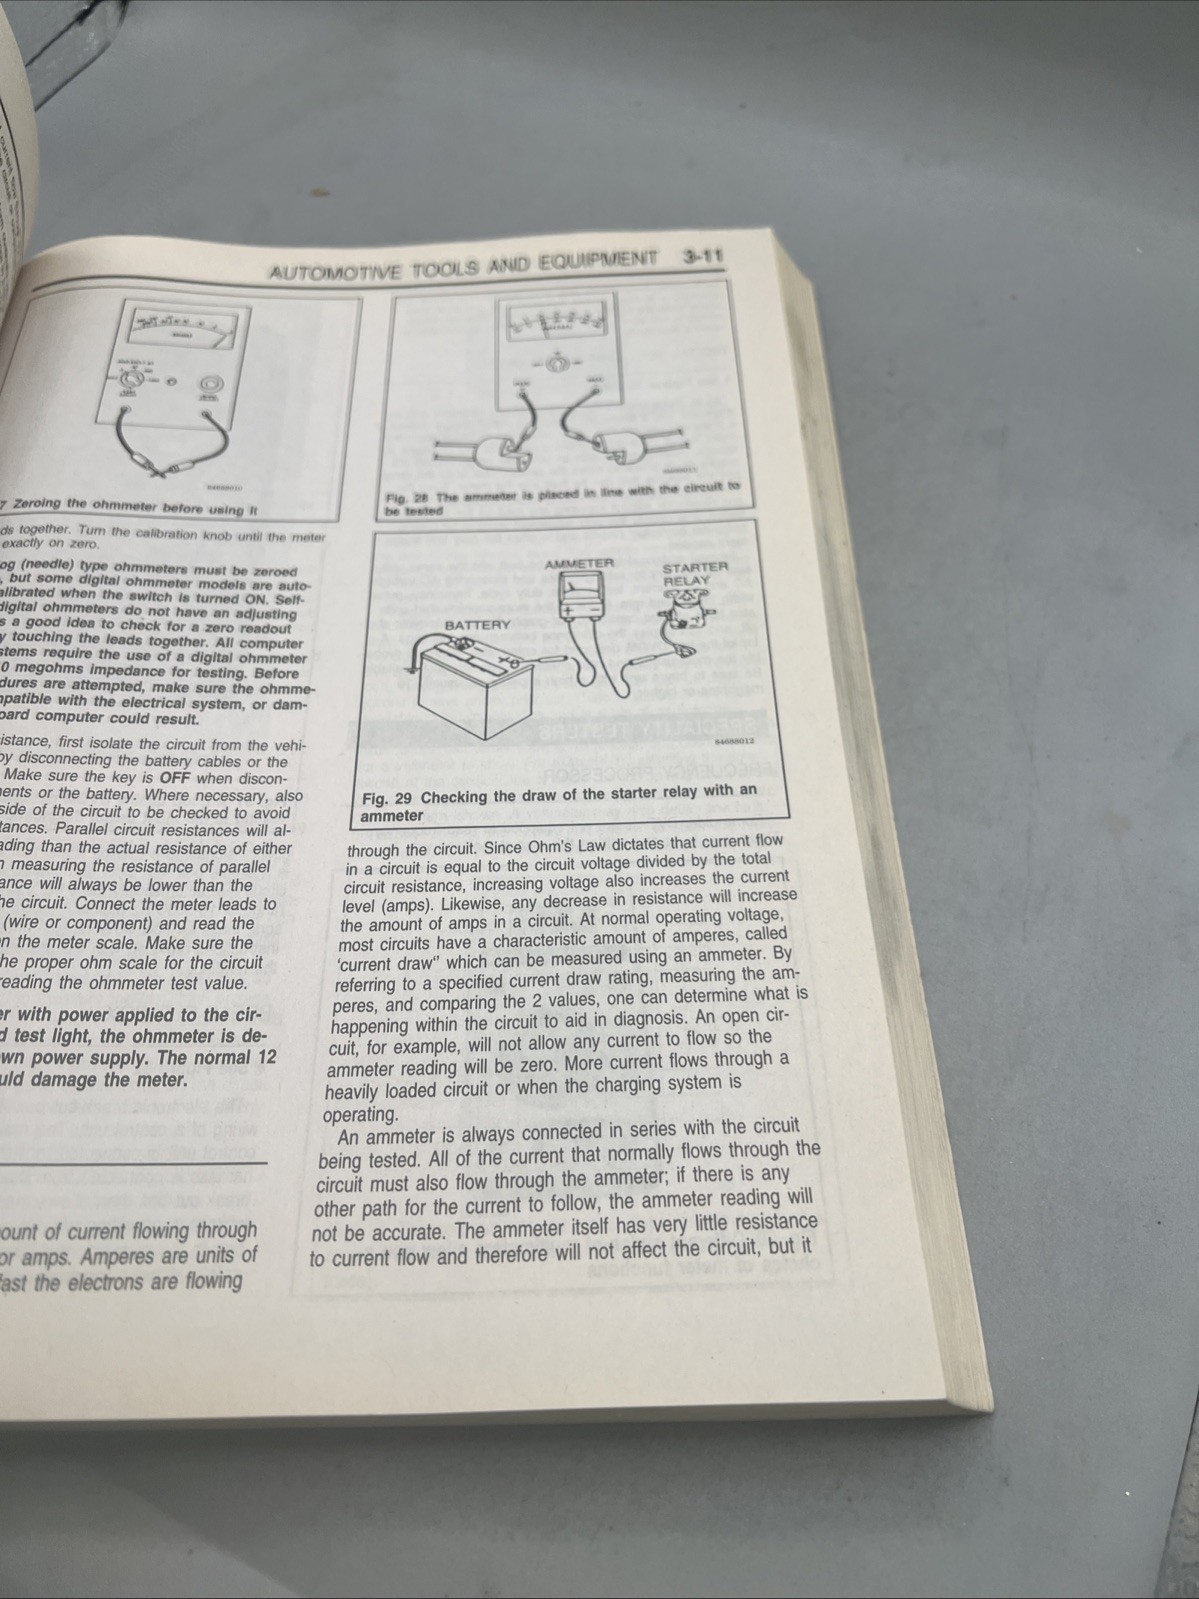 AUTOMOTIVE TOOLS AND EQUIPMENT 3-11
7 Zeroing the ohmmeter before using it
ds together. Turn the calibration knob until the meter
exactly on zero.
og (needle) type ohmmeters must be zeroed
, but some digital ohmmeter models are auto-
alibrated when the switch is turned ON. Self-
digital ohmmeters do not have an adjusting
s a good idea to check for a zero readout
y touching the leads together. All computer
stems require the use of a digital ohmmeter
0 megohms impedance for testing. Before
dures are attempted, make sure the ohmme-
npatible with the electrical system, or dam-
oard computer could result.
istance, first isolate the circuit from the vehi-
by disconnecting the battery cables or the
Make sure the key is OFF when discon-
nents or the battery. Where necessary, also
side of the circuit to be checked to avoid
tances. Parallel circuit resistances will al-
ading than the actual resistance of either
n measuring the resistance of parallel
ance will always be lower than the
he circuit. Connect the meter leads to
(wire or component) and read the
n the meter scale. Make sure the
he proper ohm scale for the circuit
reading the ohmmeter test value.
er with power applied to the cir-
d test light, the ohmmeter is de-
wn power supply. The normal 12
uld damage the meter.
ount of current flowing through
or amps. Amperes are units of
fast the electrons are flowing
Fig. 28 The ammeter is placed in line with the circuit to
be tested
AMMETER
STARTER
RELAY
BATTERY
84688012
Fig. 29 Checking the draw of the starter relay with an
ammeter
through the circuit. Since Ohm's Law dictates that current flow
in a circuit is equal to the circuit voltage divided by the total
circuit resistance, increasing voltage also increases the current
level (amps). Likewise, any decrease in resistance will increase
the amount of amps in a circuit. At normal operating voltage,
most circuits have a characteristic amount of amperes, called
'current draw" which can be measured using an ammeter. By
referring to a specified current draw rating, measuring the am-
peres, and comparing the 2 values, one can determine what is
happening within the circuit to aid in diagnosis. An open cir-
cuit, for example, will not allow any current to flow so the
ammeter reading will be zero. More current flows through a
heavily loaded circuit or when the charging system is
operating.
An ammeter is always connected in series with the circuit
being tested. All of the current that normally flows through the
circuit must also flow through the ammeter; if there is any
other path for the current to follow, the ammeter reading will
not be accurate. The ammeter itself has very little resistance
to current flow and therefore will not affect the circuit, but it